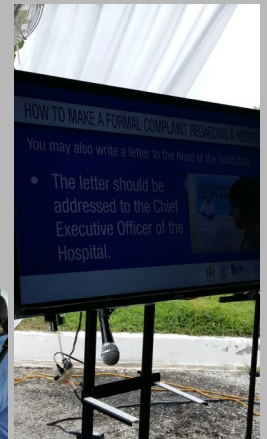 HOW TO MAKE A FORMAL COMPLAINT REGARDING A
You may also write a letter to the head of the institution.
• The letter should be
addressed to the Chief
Executive Officer of the
Hospital.